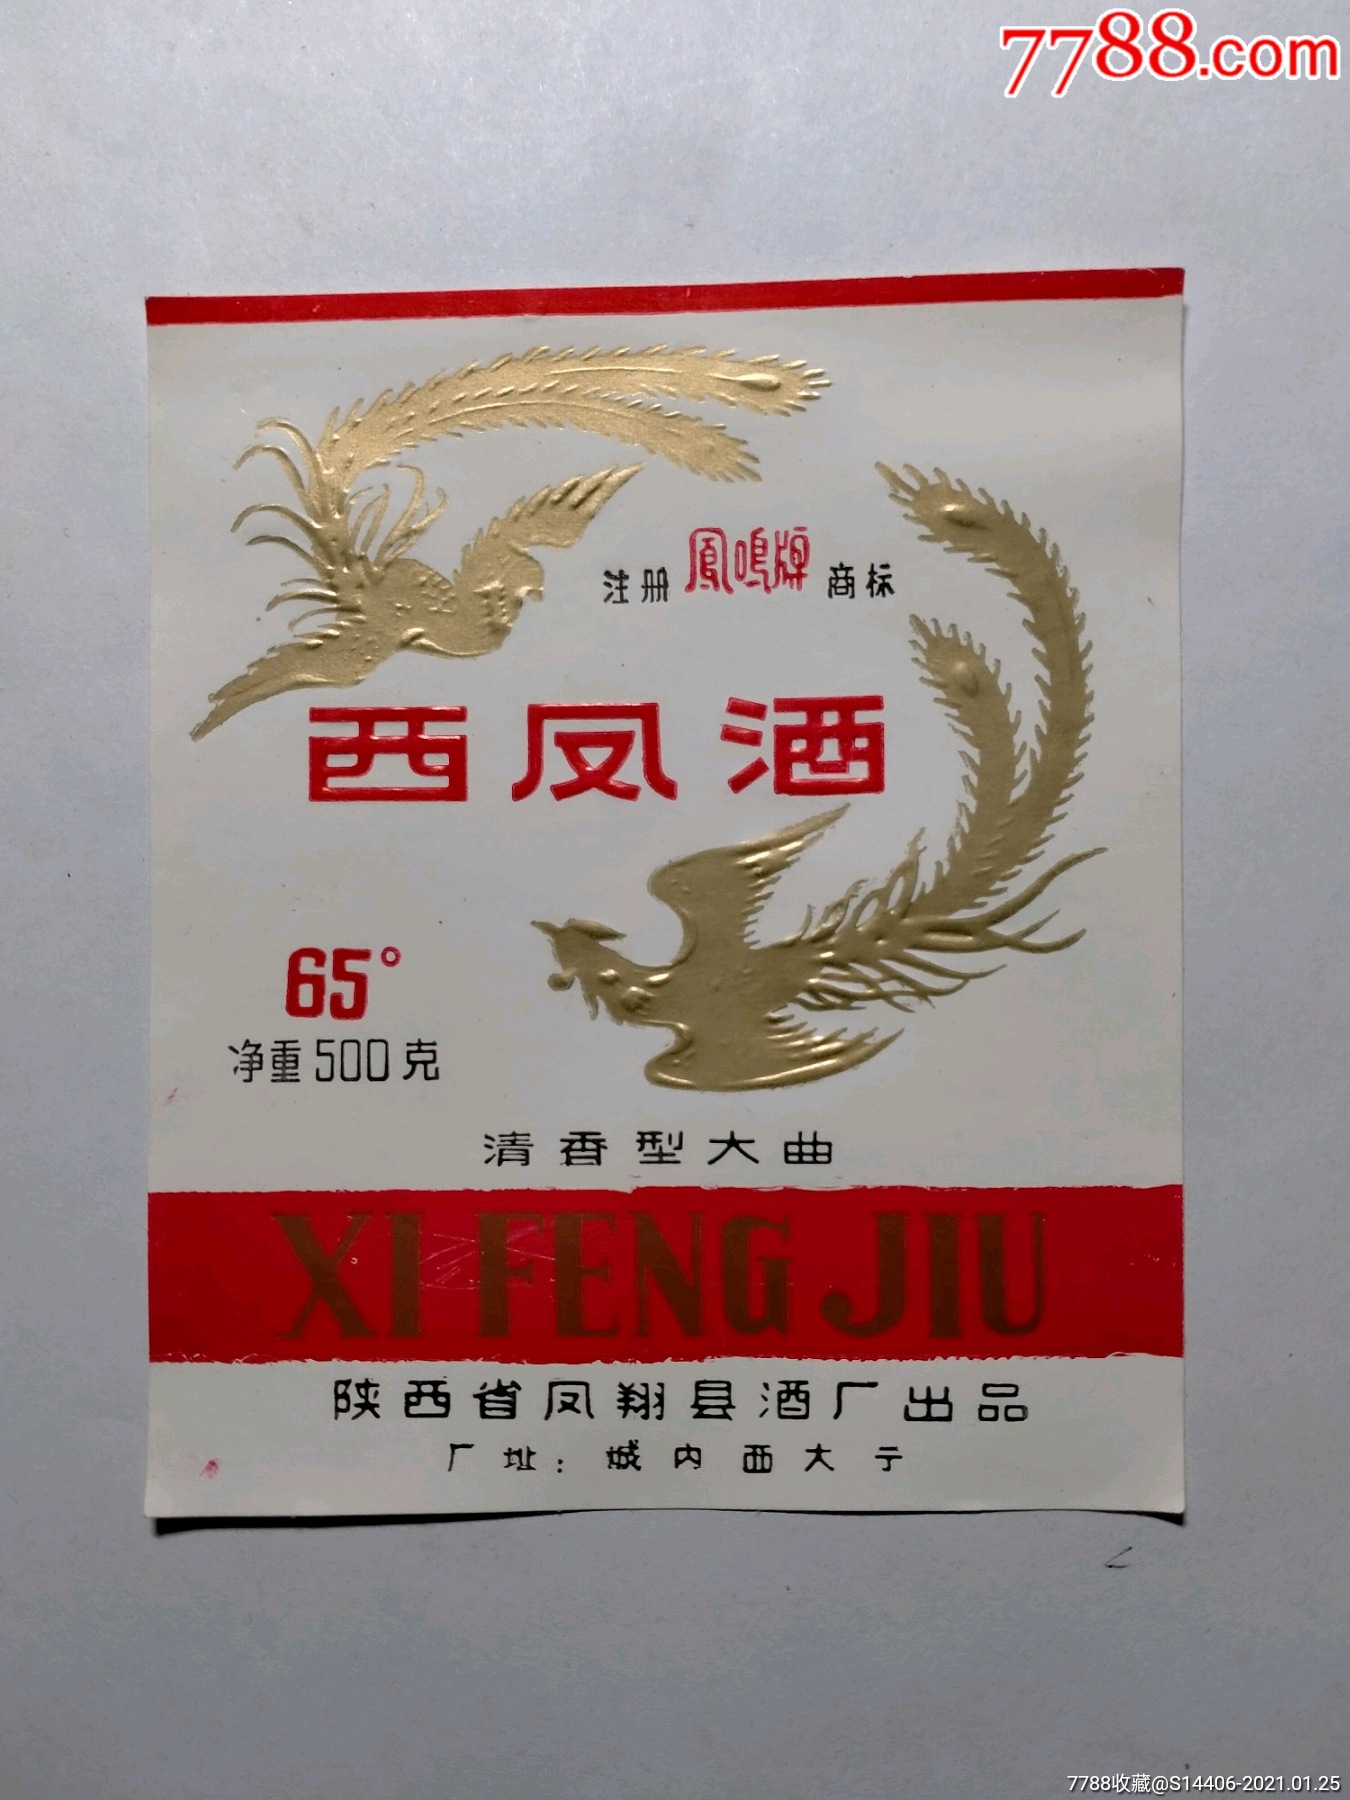 7788.com
注册 鳳鳴牌 商标
西凤酒
65°
净重500克
清香型大曲
XI FENG JIU
陕西省凤翔县酒厂出品
厂址：城内西大亍
7788收藏@S14406-2021.01.25